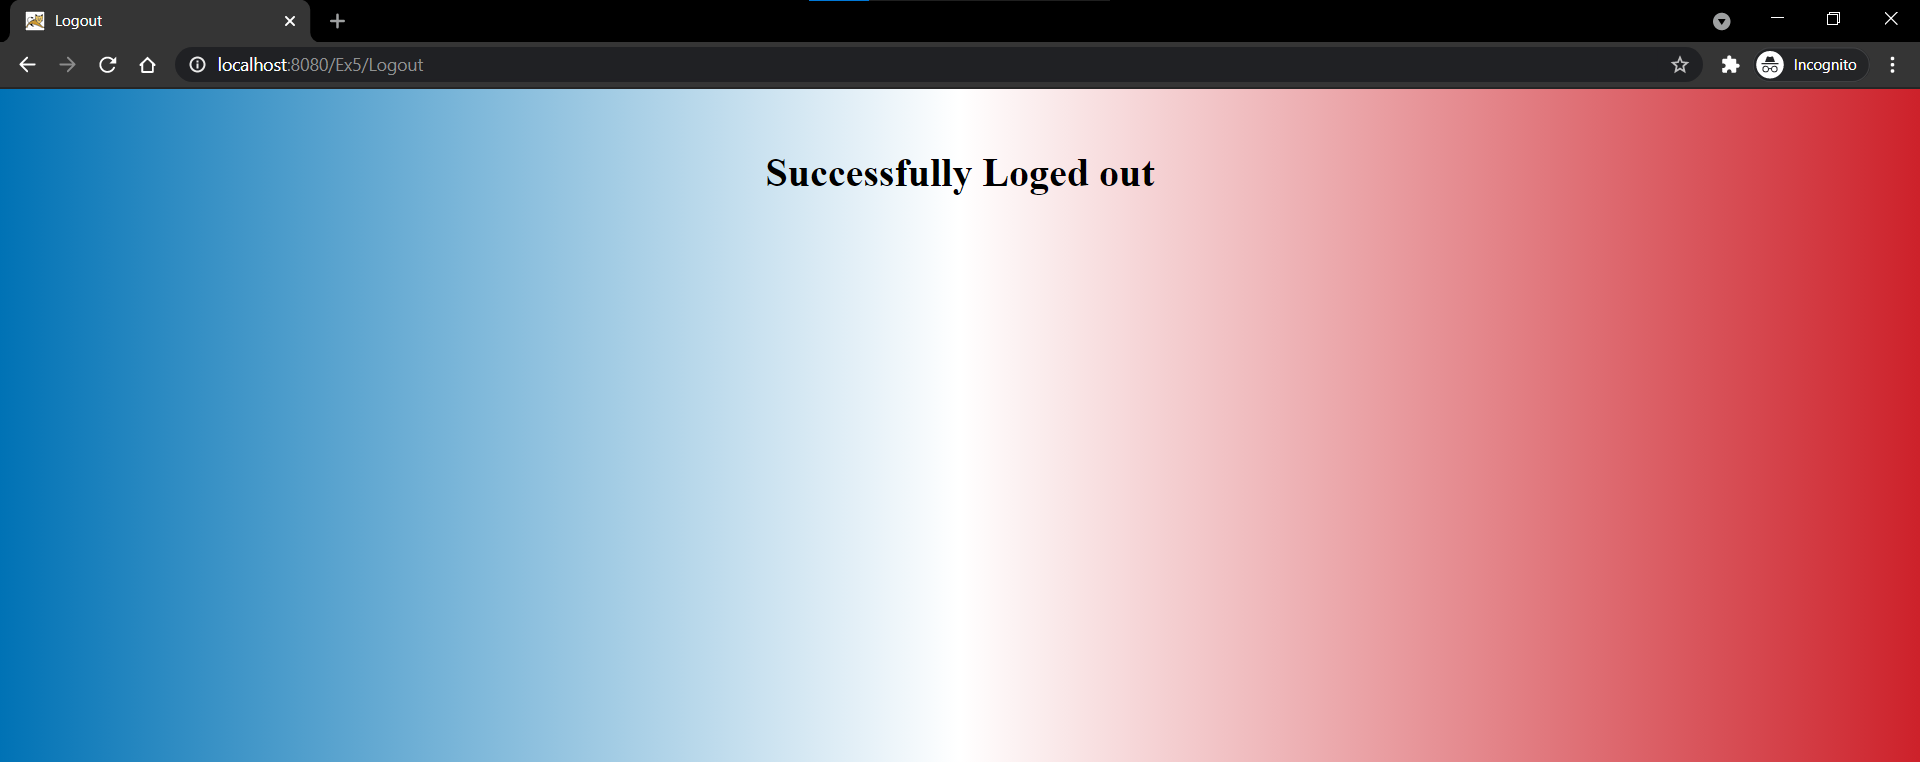 Logout
localhost:8080/Ex5/Logout
Incognito
Successfully Loged out